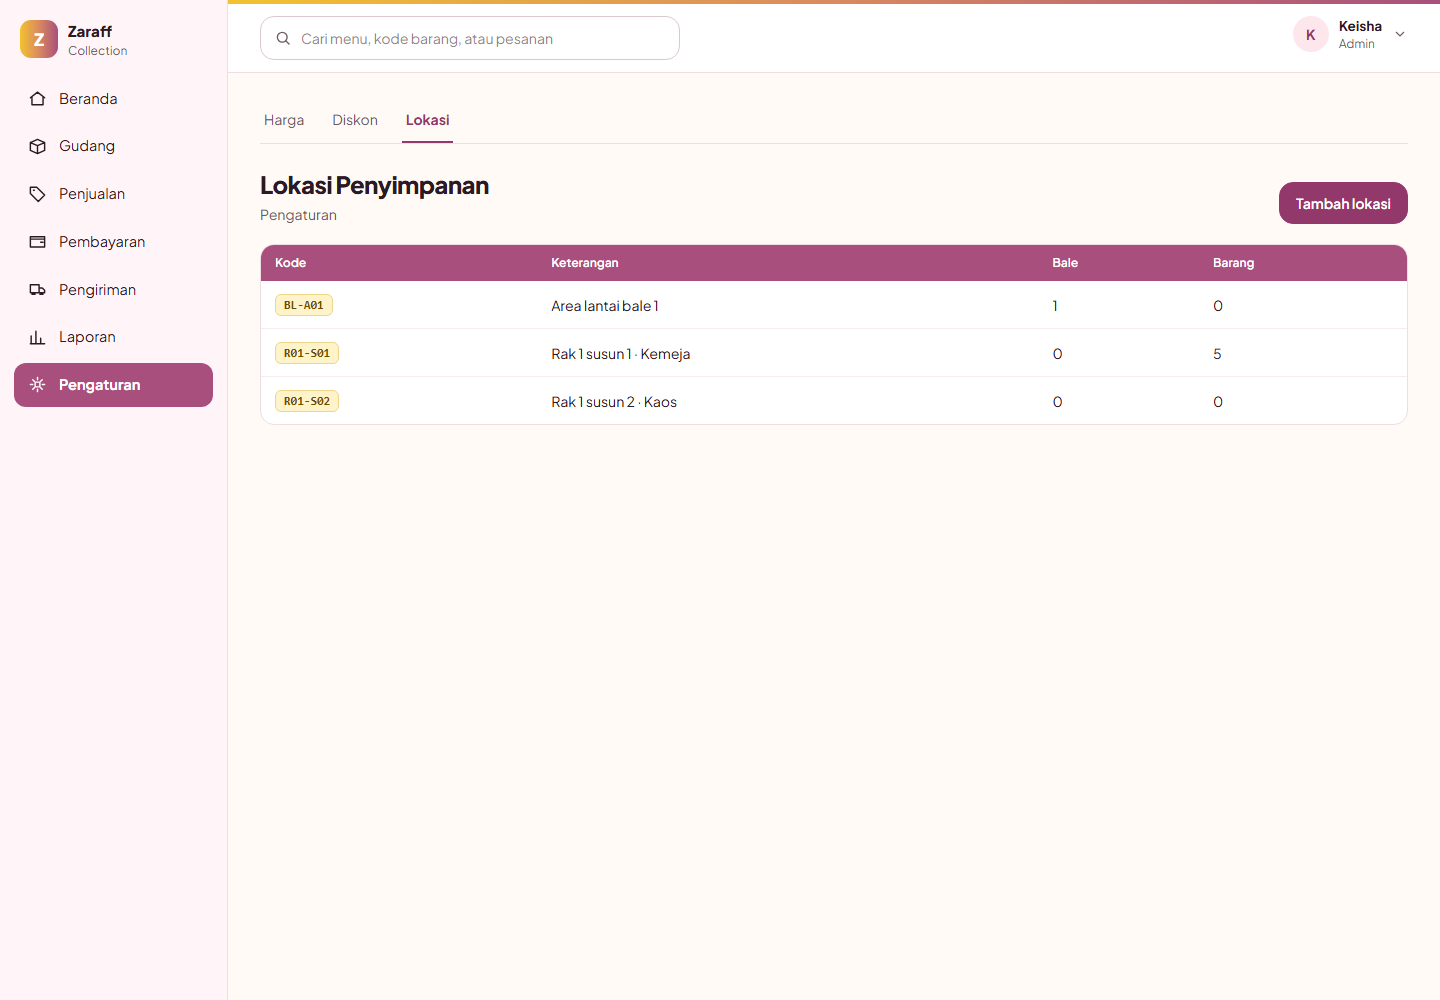 Z
Zaraff
Collection
Beranda
Gudang
Penjualan
Pembayaran
Pengiriman
Laporan
Pengaturan
Cari menu, kode barang, atau pesanan
K
Keisha
Admin
Harga Diskon Lokasi
Lokasi Penyimpanan
Pengaturan
Tambah lokasi
Kode Keterangan Bale Barang
BL-A01 Area lantai bale 1 1 0
R01-S01 Rak 1 susun 1 · Kemeja 0 5
R01-S02 Rak 1 susun 2 · Kaos 0 0